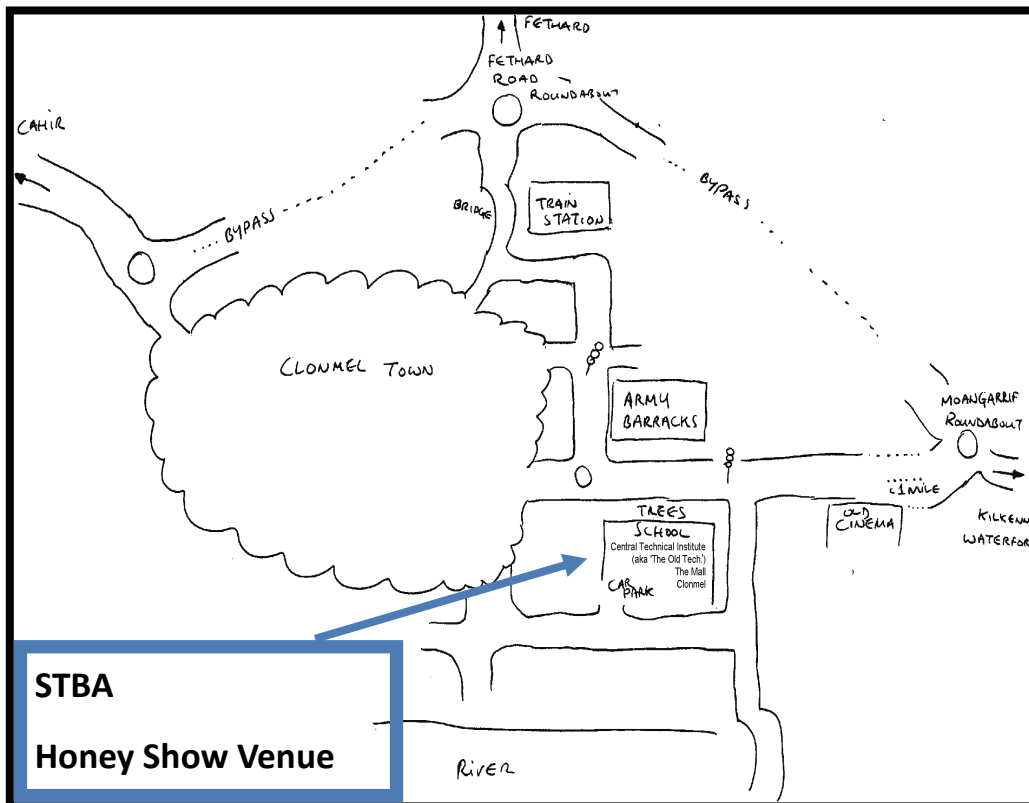 FETHARD
FETHARD
ROAD
ROUNDABOUT
CAHIR
BYPASS
BRIDGE
TRAIN
STATION
BYPASS
CLONMEL TOWN
ARMY
BARRACKS
MOANGARRIF
ROUNDABOUT
<1 MILE
OLD
CINEMA
KILKENN
WATERFOR
TREES
SCHOOL
Central Technical Institute
(aka 'The Old Tech.')
The Mall
Clonmel
CAR
PARK
STBA
Honey Show Venue
RIVER